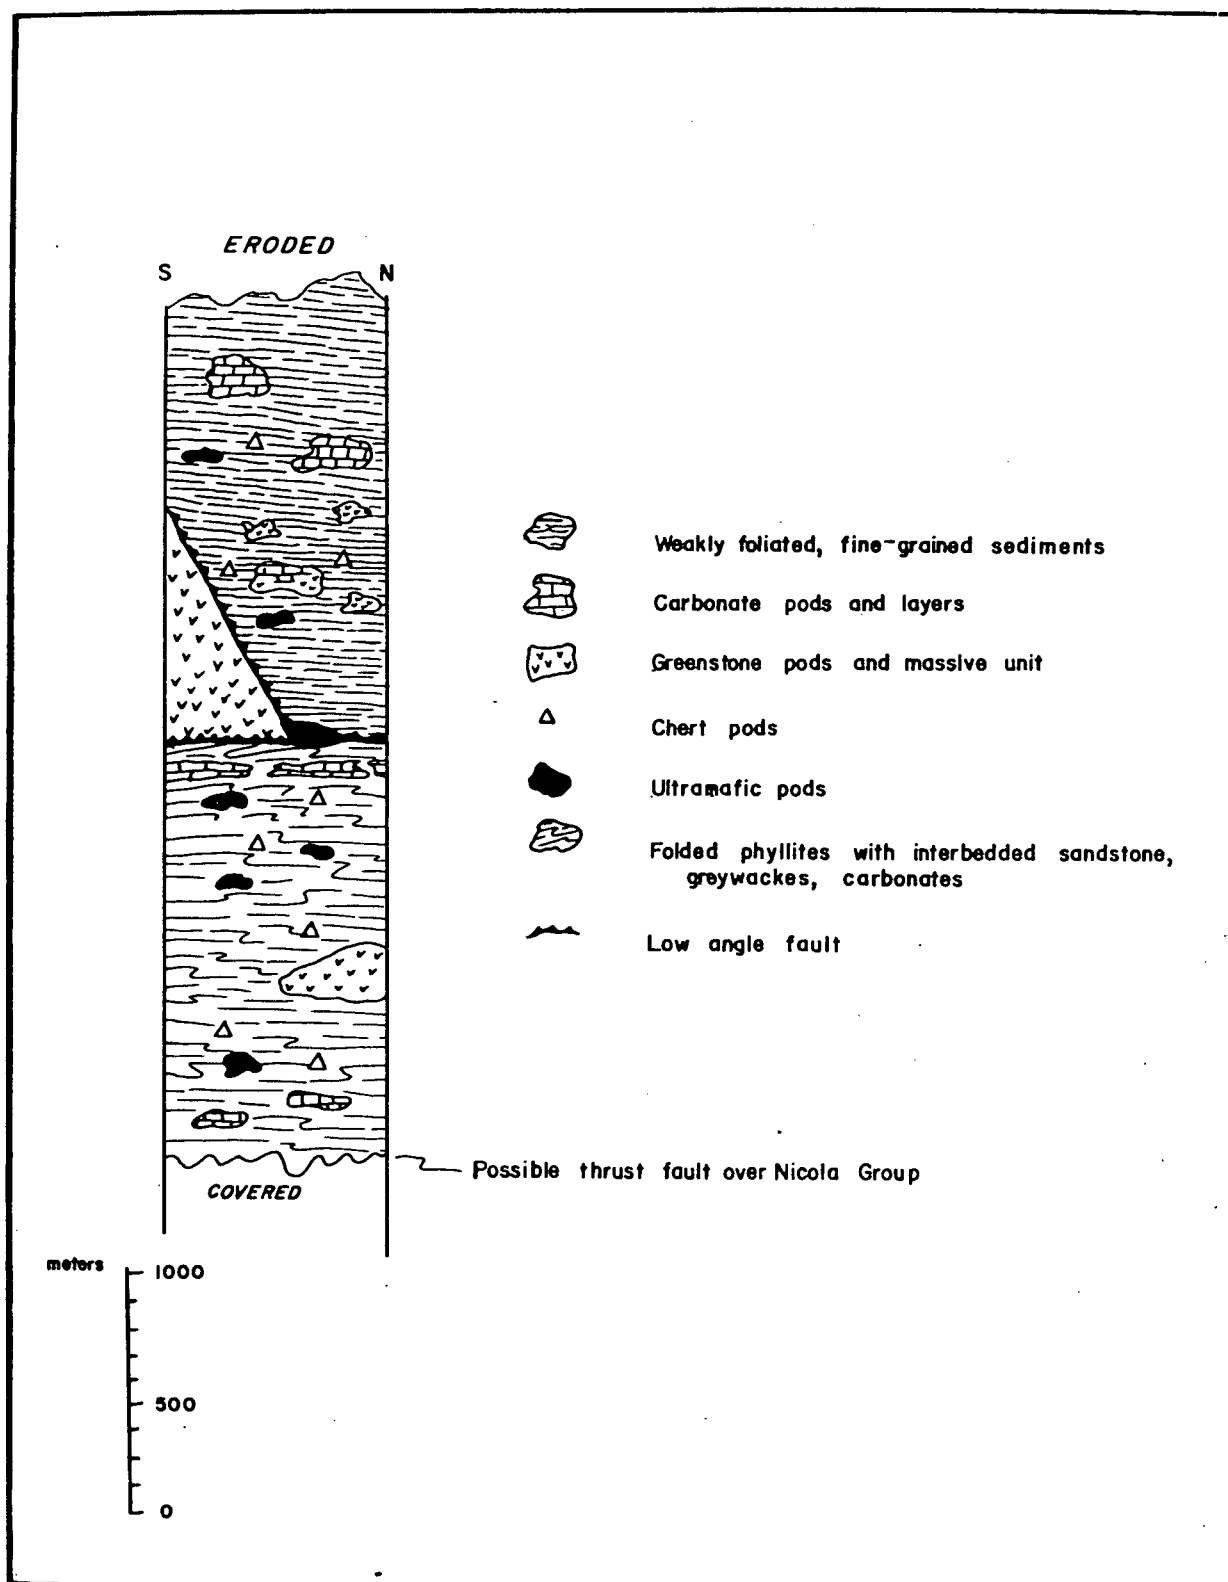 ERODED
S N
Weakly foliated, fine-grained sediments
Carbonate pods and layers
Greenstone pods and massive unit
Chert pods
Ultramafic pods
Folded phyllites with interbedded sandstone,
greywackes, carbonates
Low angle fault
Possible thrust fault over Nicola Group
COVERED
meters
1000
500
0